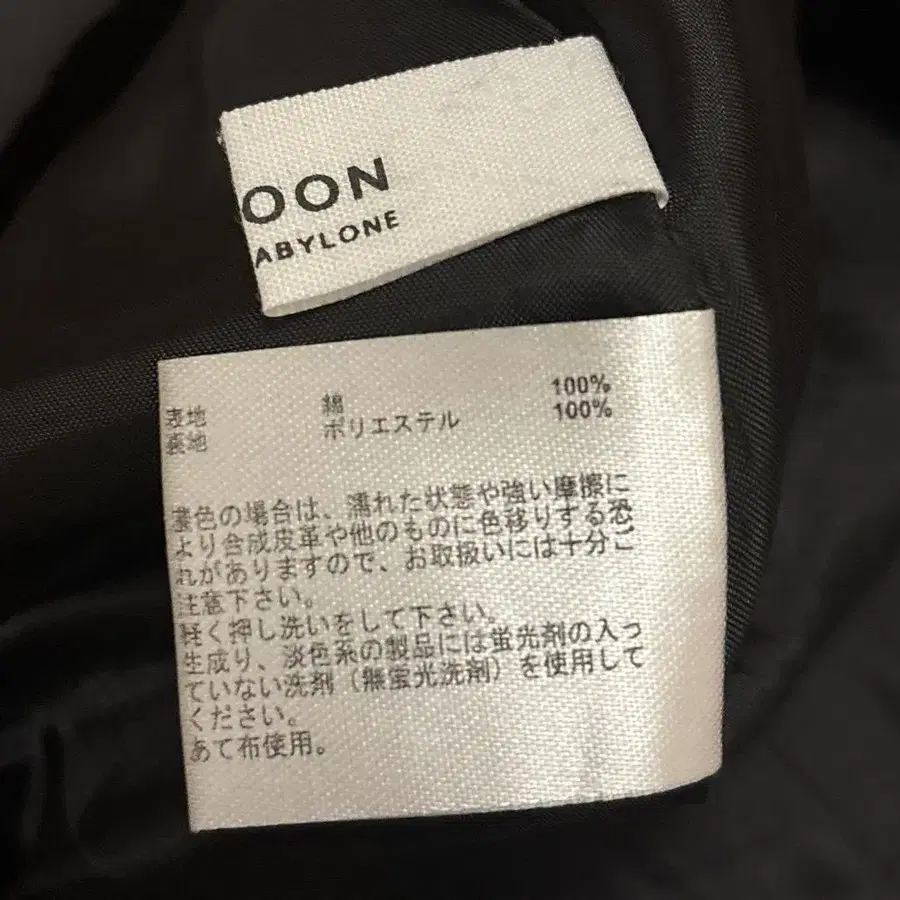 OON
ABYLONE
表地 綿 100%
裏地 ポリエステル 100%
濃色の場合は、濡れた状態や強い摩擦に
より合成皮革や他のものに色移りする恐
れがありますので、お取扱いには十分ご
注意下さい。
軽く押し洗いをして下さい。
生成り、淡色系の製品には蛍光剤の入っ
ていない洗剤（無蛍光洗剤）を使用して
ください。
あて布使用。